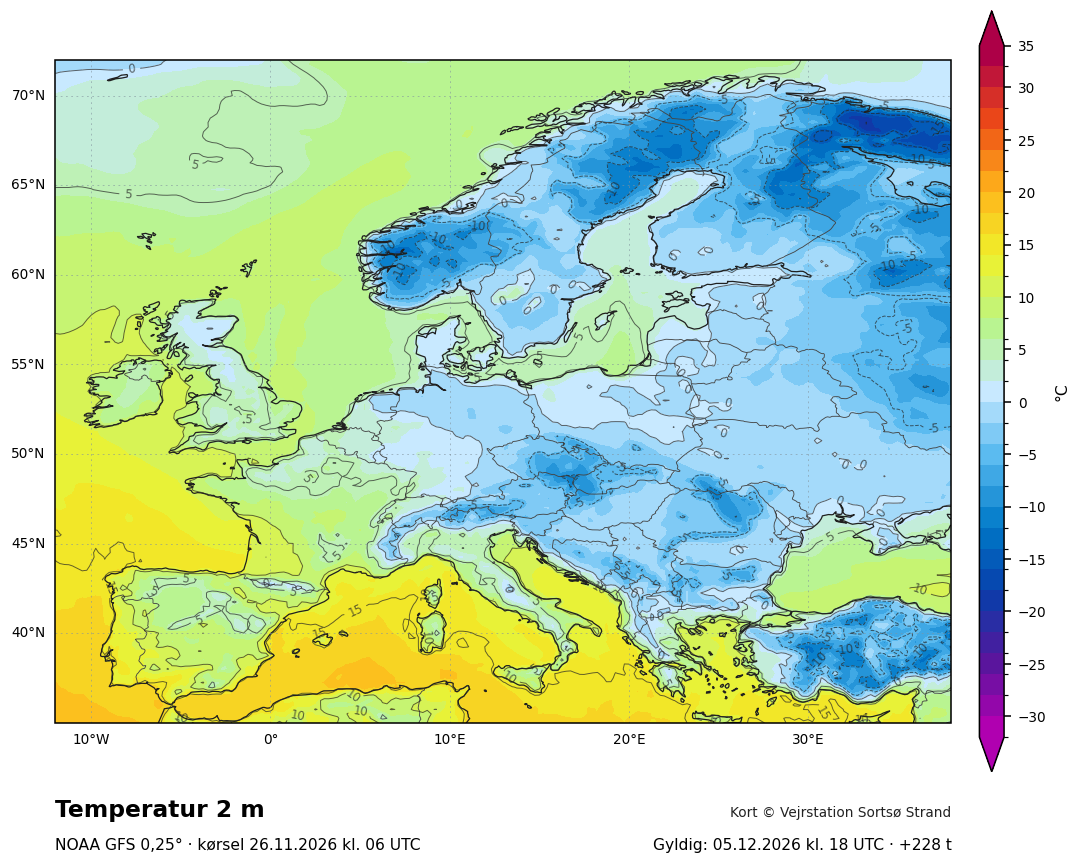 70°N
65°N
60°N
55°N
50°N
45°N
40°N
10°W
0°
10°E
20°E
30°E
35
30
25
20
15
10
5
0
−5
−10
−15
−20
−25
−30
°C
Temperatur 2 m
Kort © Vejrstation Sortsø Strand
NOAA GFS 0,25° · kørsel 26.11.2026 kl. 06 UTC
Gyldig: 05.12.2026 kl. 18 UTC · +228 t